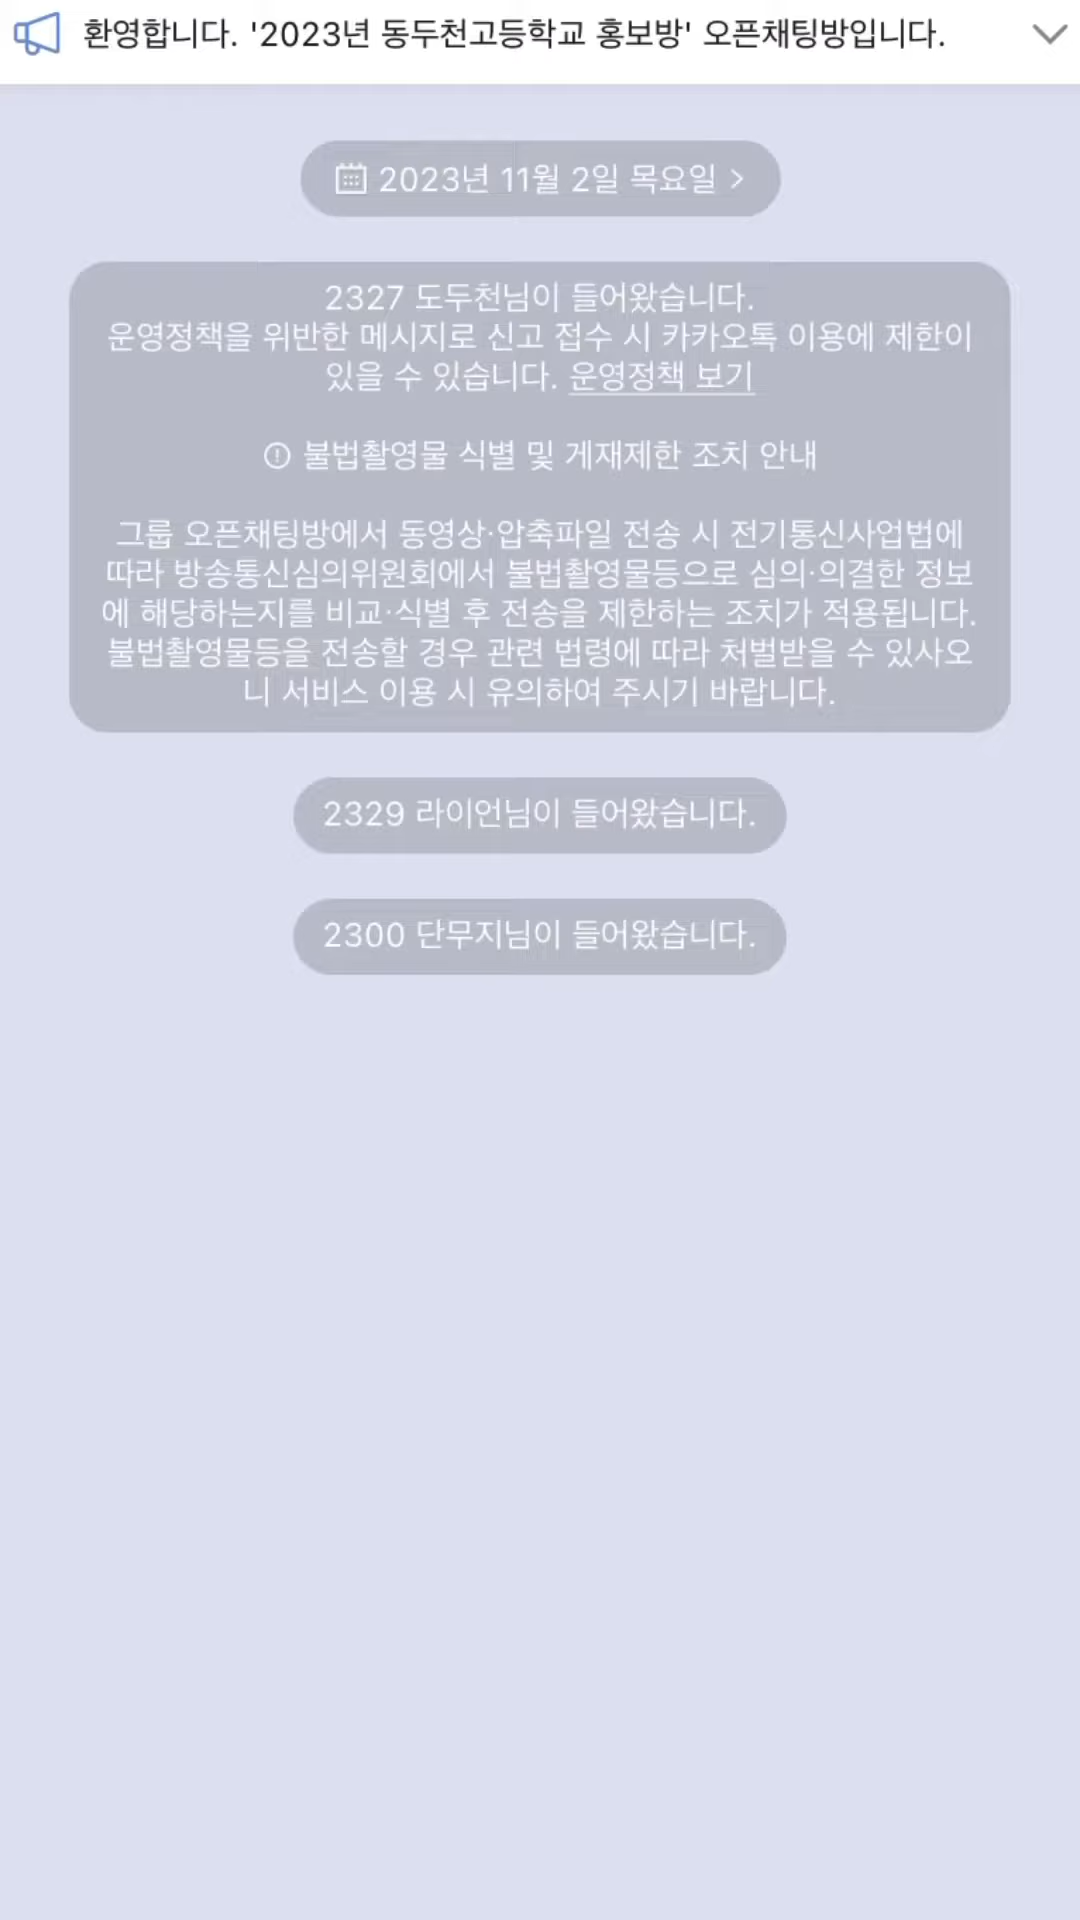 환영합니다. '2023년 동두천고등학교 홍보방' 오픈채팅방입니다.
2023년 11월 2일 목요일 >
2327 도두천님이 들어왔습니다.
운영정책을 위반한 메시지로 신고 접수 시 카카오톡 이용에 제한이
있을 수 있습니다. 운영정책 보기
불법촬영물 식별 및 게재제한 조치 안내
그룹 오픈채팅방에서 동영상·압축파일 전송 시 전기통신사업법에
따라 방송통신심의위원회에서 불법촬영물등으로 심의·의결한 정보
에 해당하는지를 비교·식별 후 전송을 제한하는 조치가 적용됩니다.
불법촬영물등을 전송할 경우 관련 법령에 따라 처벌받을 수 있사오
니 서비스 이용 시 유의하여 주시기 바랍니다.
2329 라이언님이 들어왔습니다.
2300 단무지님이 들어왔습니다.